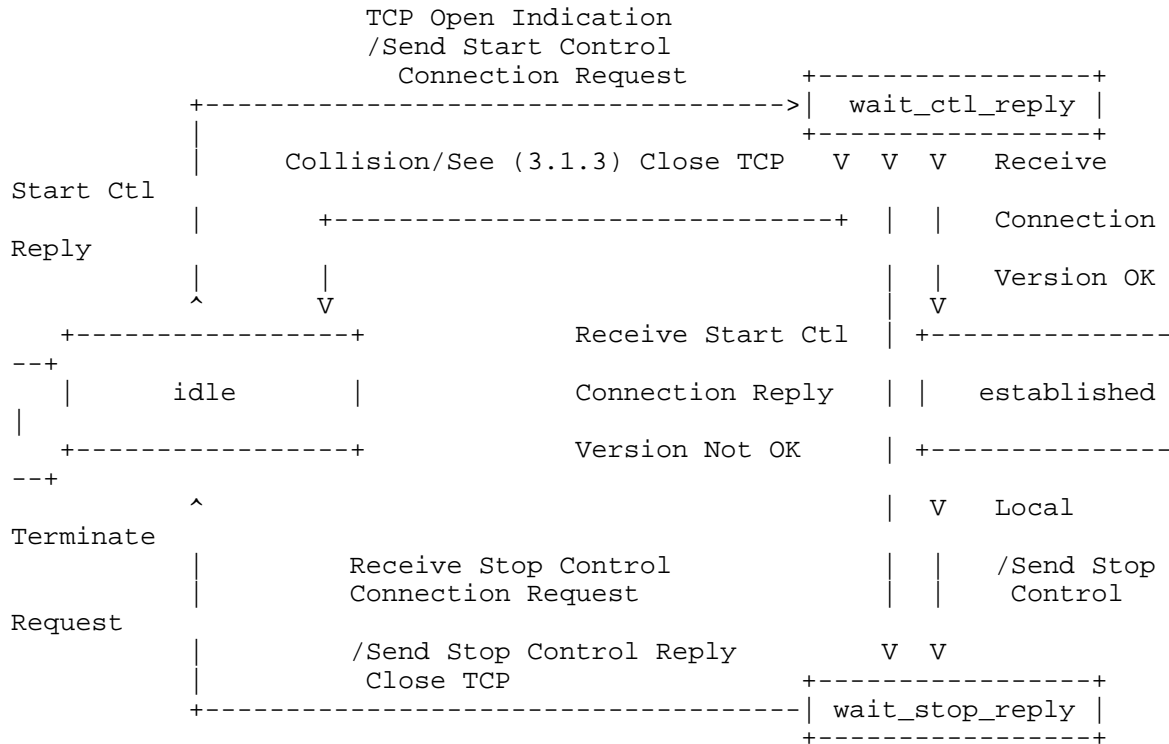 TCP Open Indication
/Send Start Control
Connection Request +-----------------+
+------------------------------------>| wait_ctl_reply |
| +-----------------+
| Collision/See (3.1.3) Close TCP V V V Receive
Start Ctl
| +-------------------------------+ | | Connection
Reply
| | | | Version OK
^ V | V
+-----------------+ Receive Start Ctl | +---------------
--+
| idle | Connection Reply | | established
|
+-----------------+ Version Not OK | +---------------
--+
^ | V Local
Terminate
| Receive Stop Control | | /Send Stop
| Connection Request | | Control
Request
| /Send Stop Control Reply V V
| Close TCP +-----------------+
+-------------------------------------| wait_stop_reply |
+-----------------+